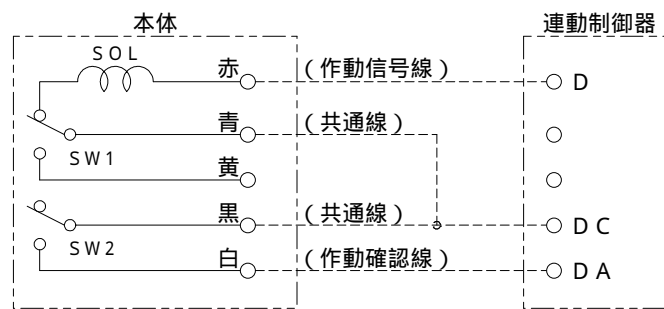 本体
連動制御器
SOL
赤
(作動信号線)
D
青
(共通線)
SW1
黄
黒
(共通線)
DC
SW2
白
(作動確認線)
DA